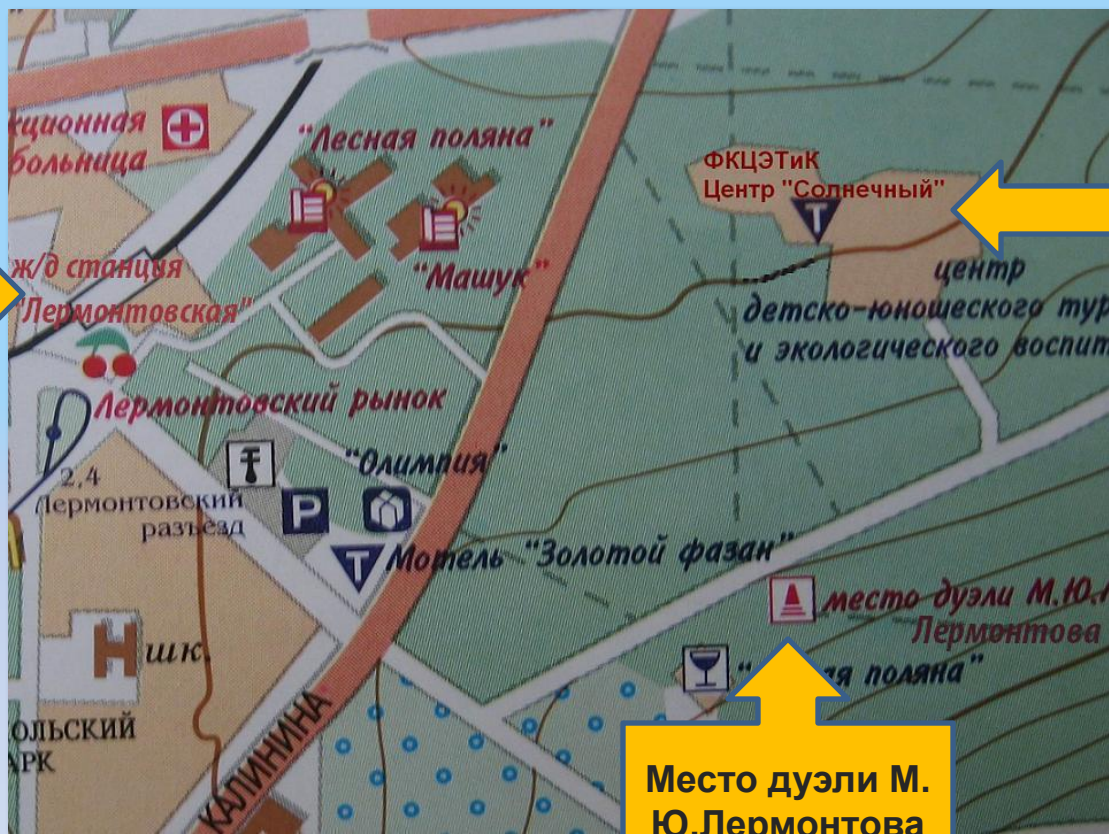 кционная
больница
"Лесная поляна"
"Машук"
ФКЦЭТиК
Центр "Солнечный"
Т
центр
детско-юношеского тур
и экологического воспит
ж/д станция
"Лермонтовская"
Лермонтовский рынок
2,4
Лермонтовский
разъезд
"Олимпия"
P
Т
Мотель "Золотой фазан"
шк.
ОЛЬСКИЙ
АРК
КАЛИНИНА
место дуэли М.Ю.
Лермонтова
"
я поляна"
Место дуэли М.
Ю.Лермонтова